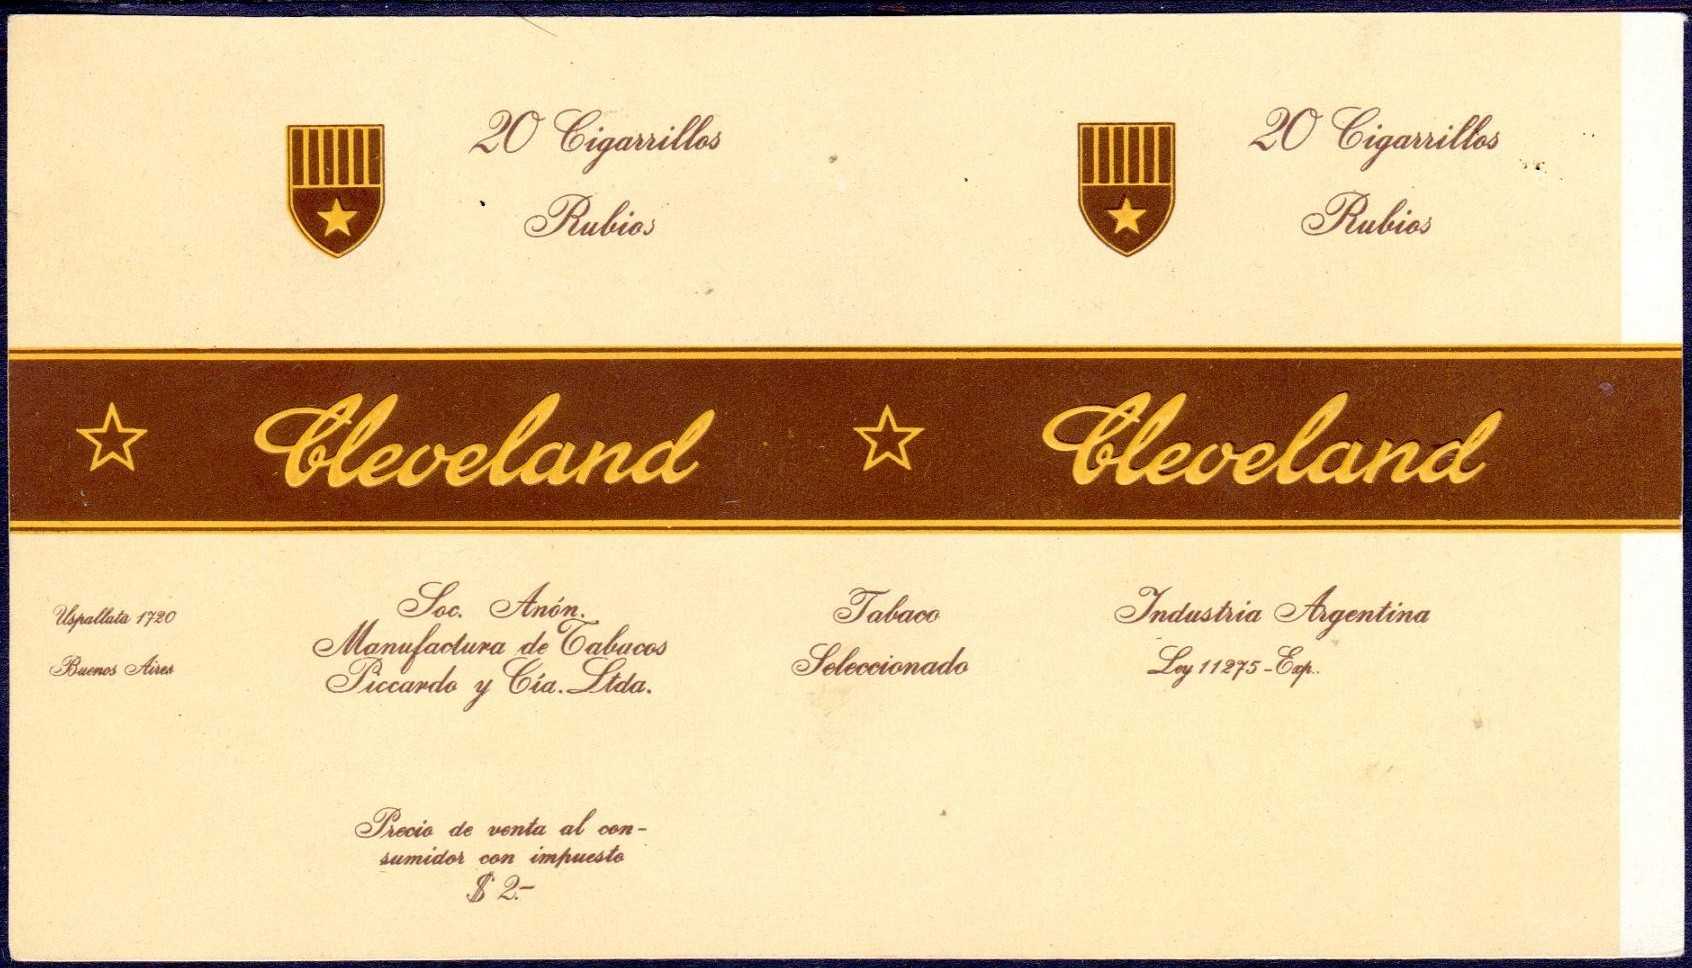 20 Cigarrillos
Rubios
20 Cigarrillos
Rubios
Cleveland
Cleveland
Uspallata 1720
Buenos Aires
Soc. Anón.
Manufactura de Tabacos
Piccardo y Cía. Ltda.
Tabaco
Seleccionado
Industria Argentina
Ley 11275-Exp..
Precio de venta al con-
sumidor con impuesto
$ 2.-